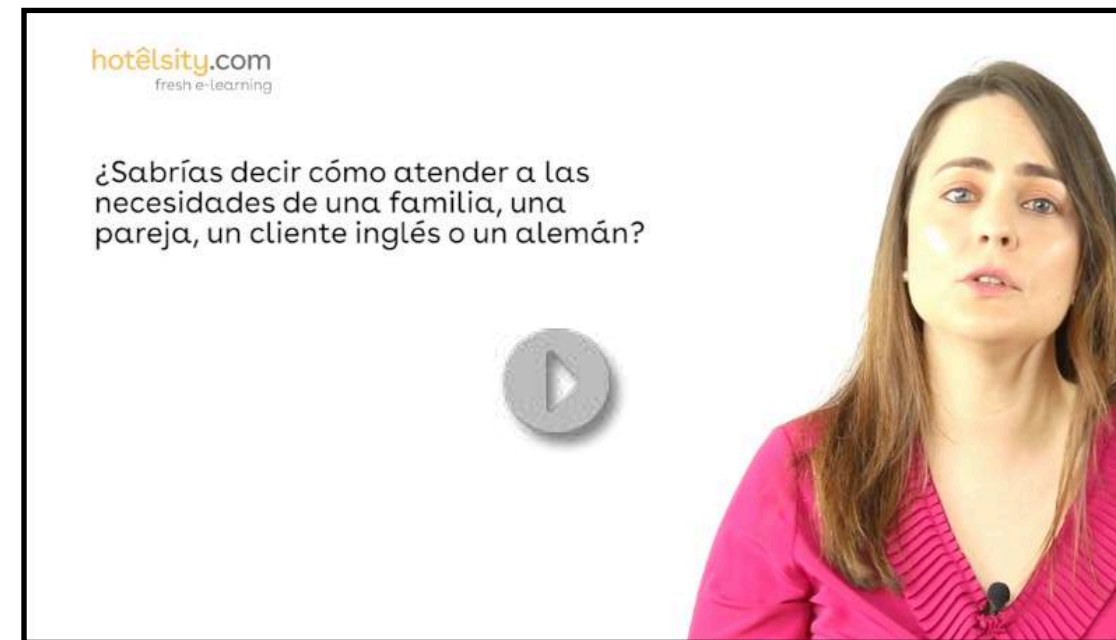 hotêlsity.com
fresh e-learning
¿Sabrías decir cómo atender a las
necesidades de una familia, una
pareja, un cliente inglés o un alemán?